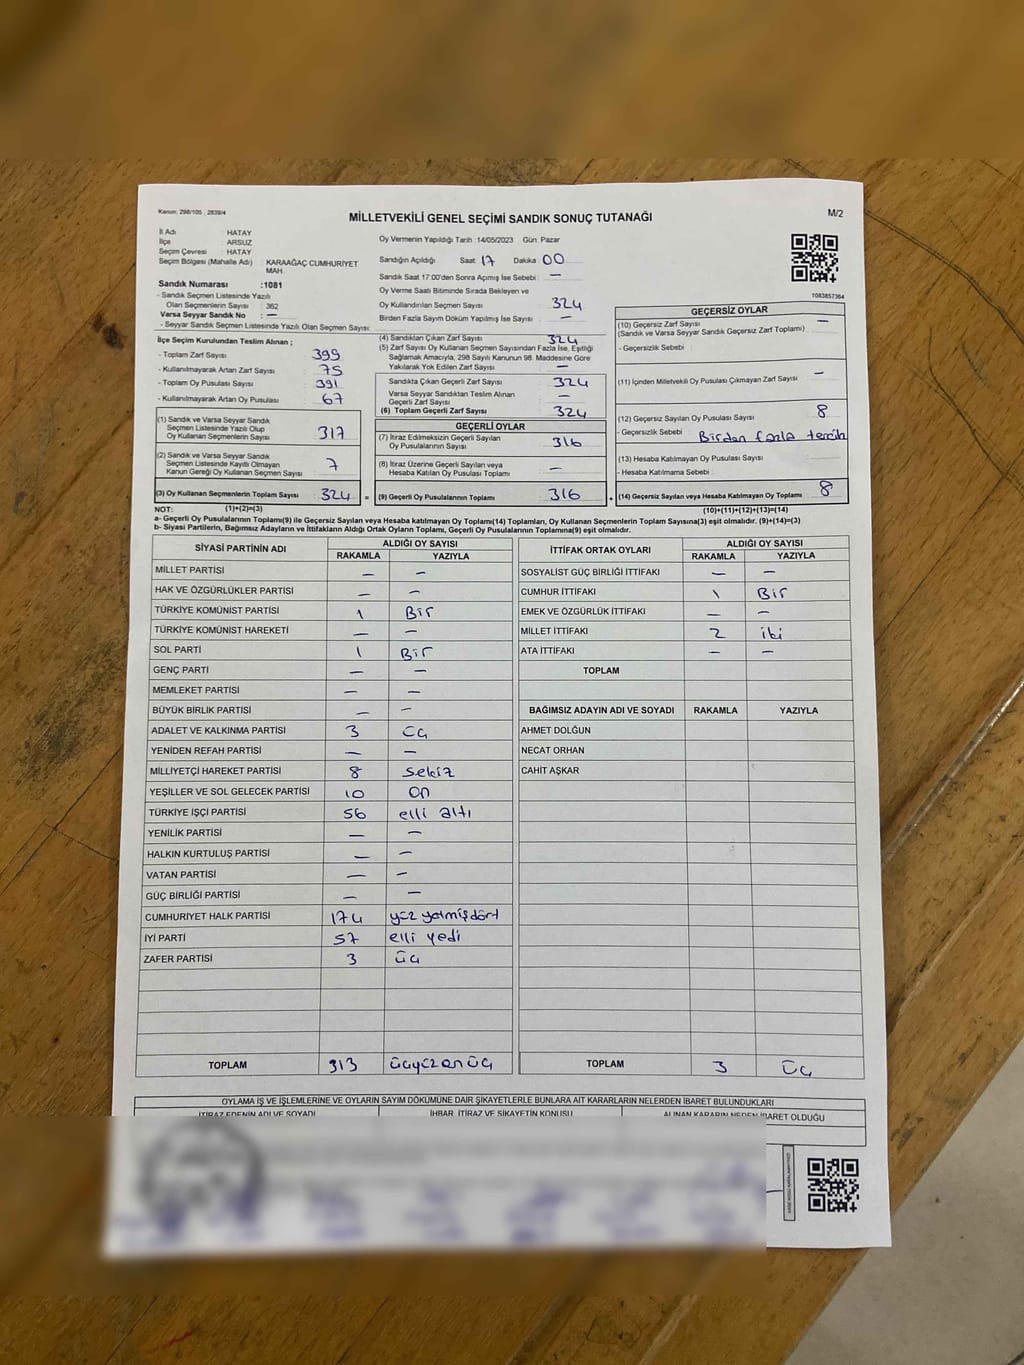 Kanun: 298/105 , 2839/4
MİLLETVEKİLİ GENEL SEÇİMİ SANDIK SONUÇ TUTANAĞI
M/2
İl Adı : HATAY
İlçe : ARSUZ
Seçim Çevresi : HATAY
Seçim Bölgesi (Mahalle Adı) : KARAAĞAÇ CUMHURİYET
MAH.
Sandık Numarası :1081
- Sandık Seçmen Listesinde Yazılı
Olan Seçmenlerin Sayısı : 362
Varsa Seyyar Sandık No : —
- Seyyar Sandık Seçmen Listesinde Yazılı Olan Seçmen Sayısı:
Oy Vermenin Yapıldığı Tarih :14/05/2023 Gün: Pazar
Sandığın Açıldığı Saat 17 Dakika 00
Sandık Saat 17:00'den Sonra Açımış İse Sebebi : —
Oy Verme Saati Bitiminde Sırada Bekleyen ve
Oy Kullandırılan Seçmen Sayısı : 324
Birden Fazla Sayım Döküm Yapılmış İse Sayısı : —
1083857364
İlçe Seçim Kurulundan Teslim Alınan ;
- Toplam Zarf Sayısı : 399
- Kullanılmayarak Artan Zarf Sayısı : 75
- Toplam Oy Pusulası Sayısı : 391
- Kullanılmayarak Artan Oy Pusulası : 67
(1) Sandık ve Varsa Seyyar Sandık
Seçmen Listesinde Yazılı Olup
Oy Kullanan Seçmenlerin Sayısı : 317
(2) Sandık ve Varsa Seyyar Sandık
Seçmen Listesinde Kayıtlı Olmayan
Kanun Gereği Oy Kullanan Seçmen Sayısı : 7
(3) Oy Kullanan Seçmenlerin Toplam Sayısı : 324 =
(4) Sandıktan Çıkan Zarf Sayısı : 324
(5) Zarf Sayısı Oy Kullanan Seçmen Sayısından Fazla İse, Eşitliği
Sağlamak Amacıyla, 298 Sayılı Kanunun 98. Maddesine Göre
Yakılarak Yok Edilen Zarf Sayısı : —
Sandıkta Çıkan Geçerli Zarf Sayısı : 324
Varsa Seyyar Sandıktan Teslim Alınan
Geçerli Zarf Sayısı : —
(6) Toplam Geçerli Zarf Sayısı : 324
GEÇERLİ OYLAR
(7) İtiraz Edilmeksizin Geçerli Sayılan
Oy Pusulalarının Sayısı : 316
(8) İtiraz Üzerine Geçerli Sayılan veya
Hesaba Katılan Oy Pusulası Toplamı : —
(9) Geçerli Oy Pusulalarının Toplamı : 316 +
GEÇERSİZ OYLAR
(10) Geçersiz Zarf Sayısı : —
(Sandık ve Varsa Seyyar Sandık Geçersiz Zarf Toplamı)
- Geçersizlik Sebebi :
(11) İçinden Milletvekili Oy Pusulası Çıkmayan Zarf Sayısı : —
(12) Geçersiz Sayılan Oy Pusulası Sayısı : 8
- Geçersizlik Sebebi : Birden fazla tercih
(13) Hesaba Katılmayan Oy Pusulası Sayısı :
- Hesaba Katılmama Sebebi :
(14) Geçersiz Sayılan veya Hesaba Katılmayan Oy Toplamı : 8
NOT: (1)+(2)=(3) (10)+(11)+(12)+(13)=(14)
a- Geçerli Oy Pusulalarının Toplamı(9) ile Geçersiz Sayılan veya Hesaba katılmayan Oy Toplam(14) Toplamları, Oy Kullanan Seçmenlerin Toplam Sayısına(3) eşit olmalıdır. (9)+(14)=(3)
b- Siyasi Partilerin, Bağımsız Adayların ve İttifakların Aldığı Ortak Oyların Toplamı, Geçerli Oy Pusulalarının Toplamına(9) eşit olmalıdır.
SİYASİ PARTİNİN ADI ALDIĞI OY SAYISI
RAKAMLA YAZIYLA
MİLLET PARTİSİ — —
HAK VE ÖZGÜRLÜKLER PARTİSİ — —
TÜRKİYE KOMÜNİST PARTİSİ 1 Bir
TÜRKİYE KOMÜNİST HAREKETİ — —
SOL PARTİ 1 Bir
GENÇ PARTİ — —
MEMLEKET PARTİSİ — —
BÜYÜK BİRLİK PARTİSİ — —
ADALET VE KALKINMA PARTİSİ 3 üç
YENİDEN REFAH PARTİSİ — —
MİLLİYETÇİ HAREKET PARTİSİ 8 sekiz
YEŞİLLER VE SOL GELECEK PARTİSİ 10 on
TÜRKİYE İŞÇİ PARTİSİ 56 elli altı
YENİLİK PARTİSİ — —
HALKIN KURTULUŞ PARTİSİ — —
VATAN PARTİSİ — —
GÜÇ BİRLİĞİ PARTİSİ — —
CUMHURİYET HALK PARTİSİ 174 yüz yetmişdört
İYİ PARTİ 57 elli yedi
ZAFER PARTİSİ 3 üç
TOPLAM 313 üçyüzonüç
İTTİFAK ORTAK OYLARI ALDIĞI OY SAYISI
RAKAMLA YAZIYLA
SOSYALİST GÜÇ BİRLİĞİ İTTİFAKI — —
CUMHUR İTTİFAKI 1 Bir
EMEK VE ÖZGÜRLÜK İTTİFAKI — —
MİLLET İTTİFAKI 2 iki
ATA İTTİFAKI — —
TOPLAM
BAĞIMSIZ ADAYIN ADI VE SOYADI RAKAMLA YAZIYLA
AHMET DOLĞUN
NECAT ORHAN
CAHİT AŞKAR
TOPLAM 3 üç
OYLAMA İŞ VE İŞLEMLERİNE VE OYLARIN SAYIM DÖKÜMÜNE DAİR ŞİKAYETLERLE BUNLARA AİT KARARLARIN NELERDEN İBARET BULUNDUKLARI
İTİRAZ EDENİN ADI VE SOYADI İHBAR, İTİRAZ VE ŞİKAYETİN KONUSU ALINAN KARARIN NEDEN İBARET OLDUĞU